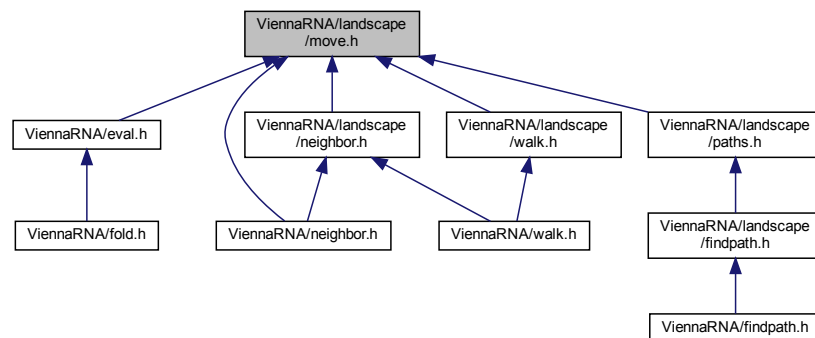 ViennaRNA/landscape
/move.h
ViennaRNA/eval.h
ViennaRNA/landscape
/neighbor.h
ViennaRNA/landscape
/walk.h
ViennaRNA/landscape
/paths.h
ViennaRNA/fold.h
ViennaRNA/neighbor.h
ViennaRNA/walk.h
ViennaRNA/landscape
/findpath.h
ViennaRNA/findpath.h